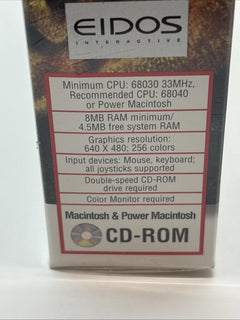 EIDOS
INTERACTIVE
Minimum CPU: 68030 33MHz,
Recommended CPU: 68040
or Power Macintosh
8MB RAM minimum/
4.5MB free system RAM
Graphics resolution:
640 X 480; 256 colors
Input devices: Mouse, keyboard;
all joysticks supported
Double-speed CD-ROM
drive required
Color Monitor required
Macintosh & Power Macintosh
CD-ROM